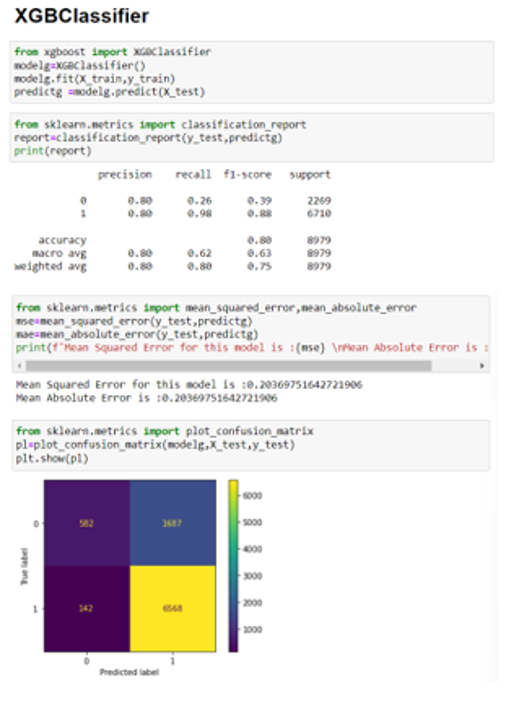 XGBClassifier
from xgboost import XGBClassifier
modelg=XGBClassifier()
modelg.fit(X_train,y_train)
predictg =modelg.predict(X_test)
from sklearn.metrics import classification_report
report=classification_report(y_test,predictg)
print(report)
precision recall f1-score support
0 0.80 0.26 0.39 2269
1 0.80 0.98 0.88 6710
accuracy 0.80 8979
macro avg 0.80 0.62 0.63 8979
weighted avg 0.80 0.80 0.75 8979
from sklearn.metrics import mean_squared_error,mean_absolute_error
mse=mean_squared_error(y_test,predictg)
mae=mean_absolute_error(y_test,predictg)
print(f'Mean Squared Error for this model is :{mse} \nMean Absolute Error is :
Mean Squared Error for this model is :0.20369751642721906
Mean Absolute Error is :0.20369751642721906
from sklearn.metrics import plot_confusion_matrix
pl=plot_confusion_matrix(modelg,X_test,y_test)
plt.show(pl)
6000
0 582 1687
5000
4000
True label
3000
1 142 6568
2000
1000
0 1
Predicted label